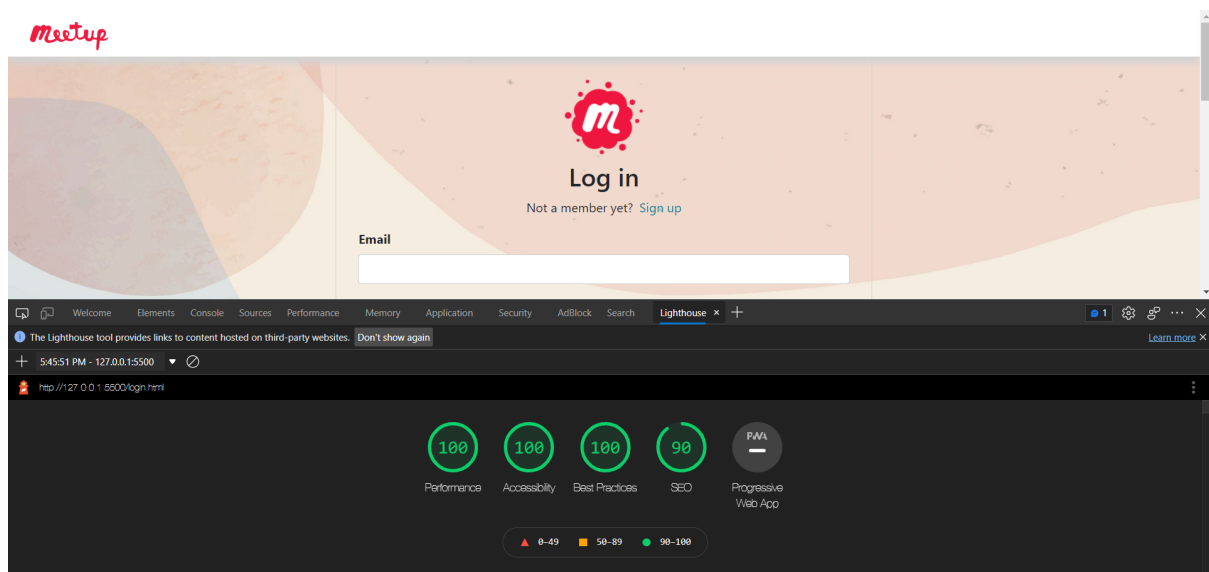 meetup
m
Log in
Not a member yet? Sign up
Email
Welcome Elements Console Sources Performance Memory Application Security AdBlock Search Lighthouse × + 1
The Lighthouse tool provides links to content hosted on third-party websites. Don't show again Learn more ×
+ 5:45:51 PM - 127.0.0.1:5500
http://127.0.0.1:5500/login.html
100 100 100 90 PWA
Performance Accessibility Best Practices SEO Progressive
Web App
0–49 50–89 90–100